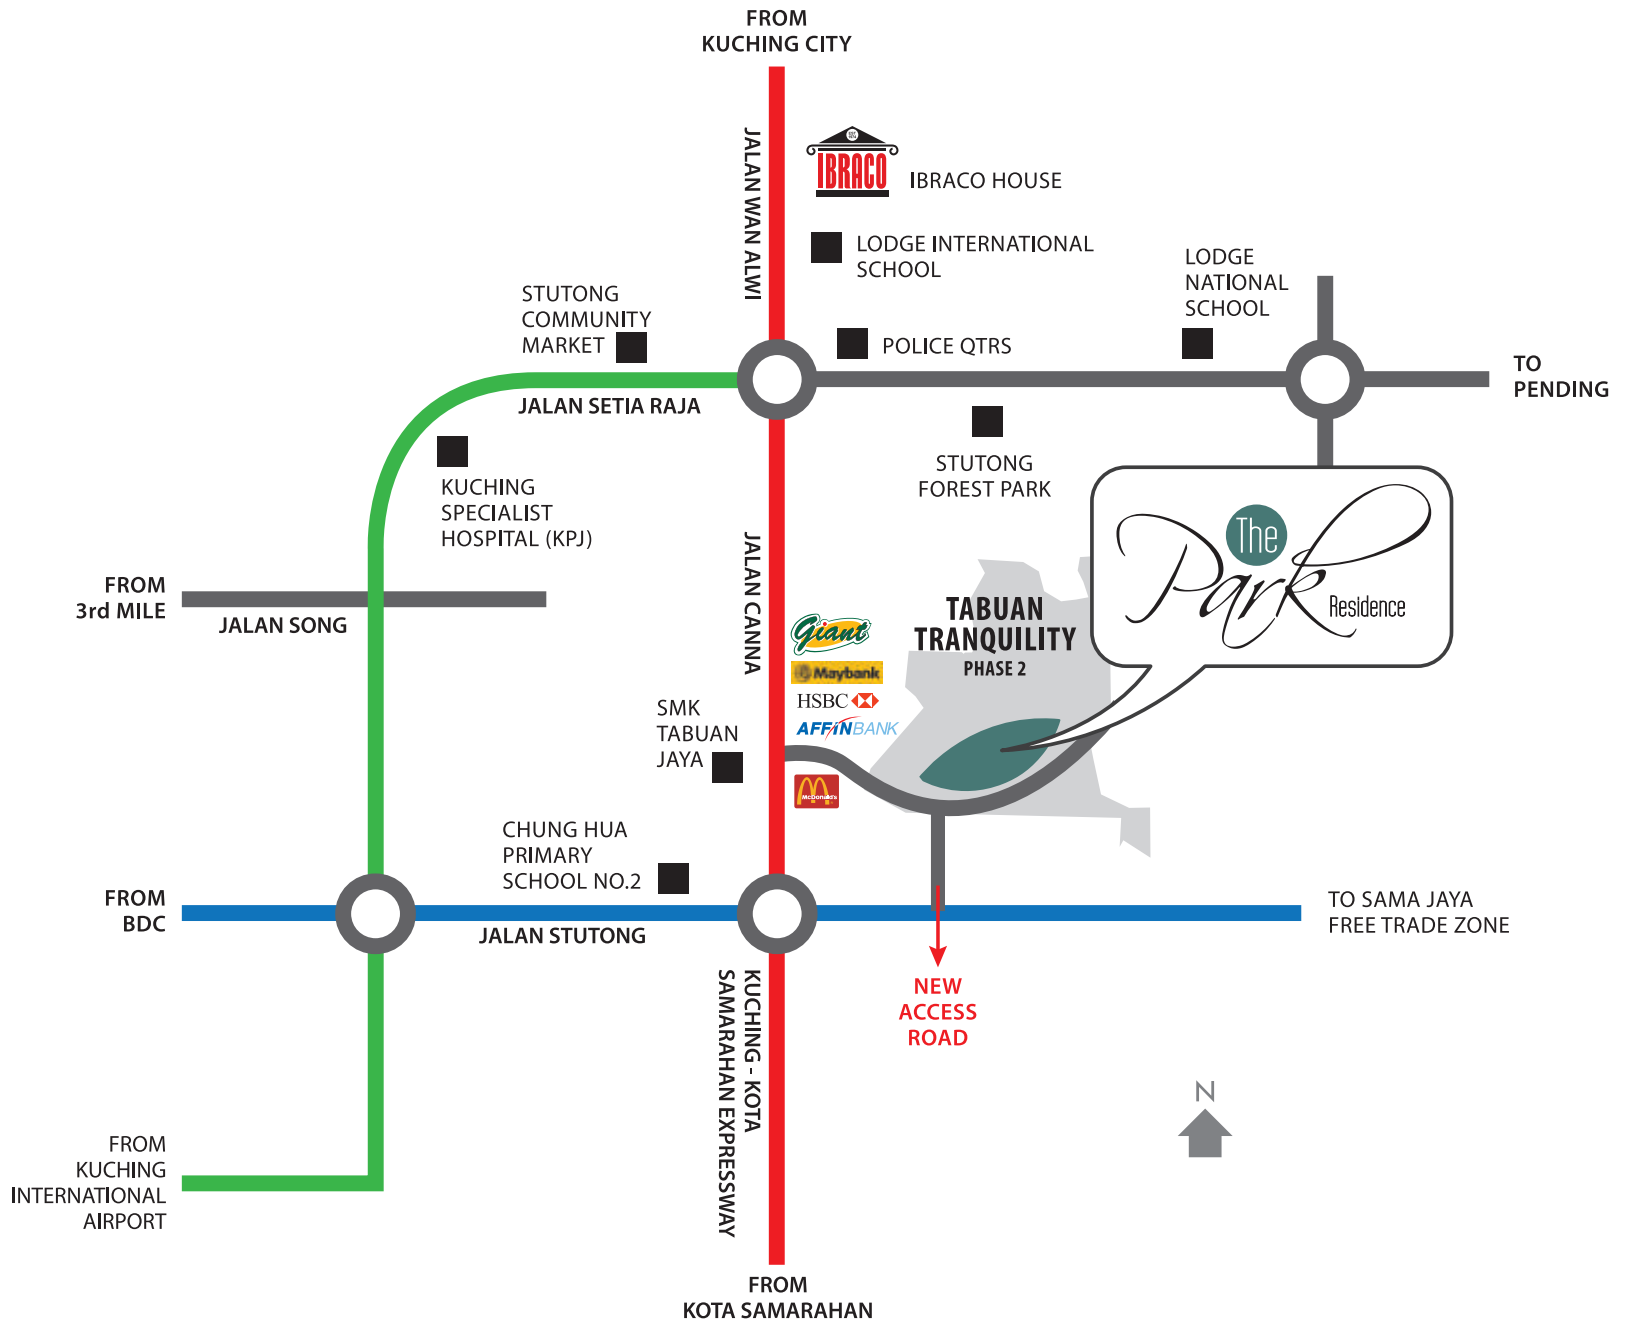 FROM
KUCHING CITY
JALAN WAN ALWI
IBRACO
IBRACO HOUSE
LODGE INTERNATIONAL
SCHOOL
LODGE
NATIONAL
SCHOOL
STUTONG
COMMUNITY
MARKET
POLICE QTRS
TO
PENDING
JALAN SETIA RAJA
STUTONG
FOREST PARK
KUCHING
SPECIALIST
HOSPITAL (KPJ)
The
Park
Residence
JALAN CANNA
FROM
3rd MILE
JALAN SONG
Giant
Maybank
HSBC
AFFINBANK
TABUAN
TRANQUILITY
PHASE 2
SMK
TABUAN
JAYA
McDonald's
CHUNG HUA
PRIMARY
SCHOOL NO.2
FROM
BDC
JALAN STUTONG
TO SAMA JAYA
FREE TRADE ZONE
KUCHING - KOTA
SAMARAHAN EXPRESSWAY
NEW
ACCESS
ROAD
N
FROM
KUCHING
INTERNATIONAL
AIRPORT
FROM
KOTA SAMARAHAN